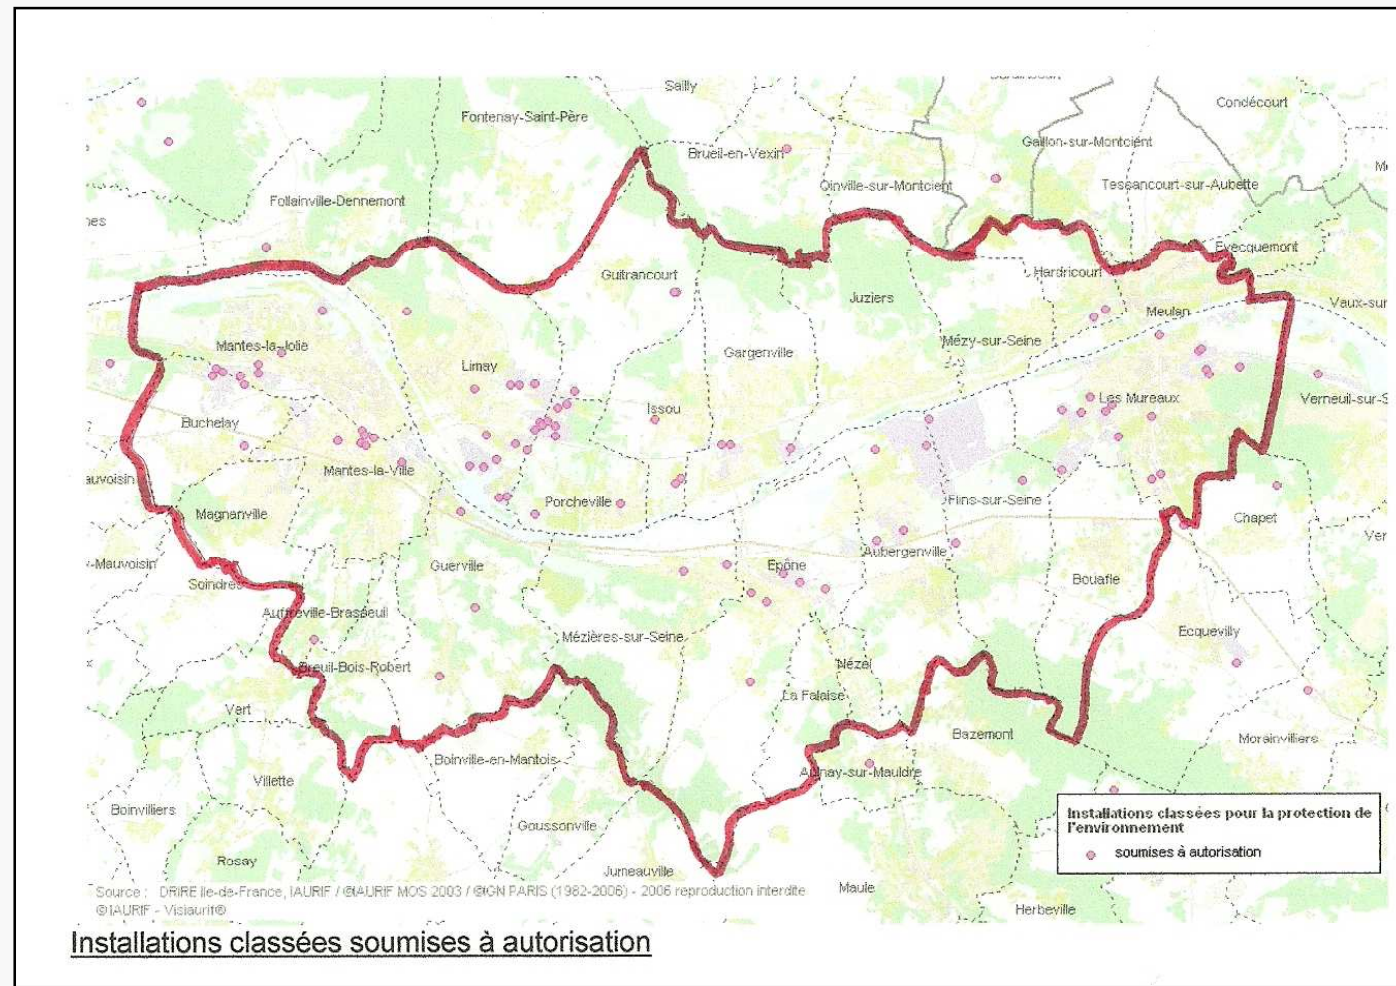 Sailly
Condécourt
Fontenay-Saint-Père
Gaillon-sur-Montcient
Brueil-en-Vexin
Oinville-sur-Montcient
Tessancourt-sur-Aubette
Follainville-Dennemont
Evecquemont
Guitrancourt
Hardricourt
Juziers
Vaux-sur
Meulan
Mantes-la-Jolie
Mézy-sur-Seine
Gargenville
Limay
Les Mureaux
Verneuil-sur-S
Issou
Buchelay
Mantes-la-Ville
auvoisin
Porcheville
Flins-sur-Seine
Magnanville
Chapet
Ver
Aubergenville
y-Mauvoisin
Guerville
Epône
Soindres
Bouafle
Auffreville-Brasseuil
Ecquevilly
Mézières-sur-Seine
Breuil-Bois-Robert
Nézel
La Falaise
Vert
Bazemont
Morainvilliers
Boinville-en-Mantois
Aulnay-sur-Mauldre
Villette
Boinvilliers
Installations classées pour la protection de
l'environnement
Goussonville
soumises à autorisation
Rosay
Jumeauville
Maule
Source : DRIRE Ile-de-France, IAURIF / ©IAURIF MOS 2003 / ©IGN PARIS (1982-2006) - 2006 reproduction interdite
Herbeville
©IAURIF - Visiaurif®
Installations classées soumises à autorisation